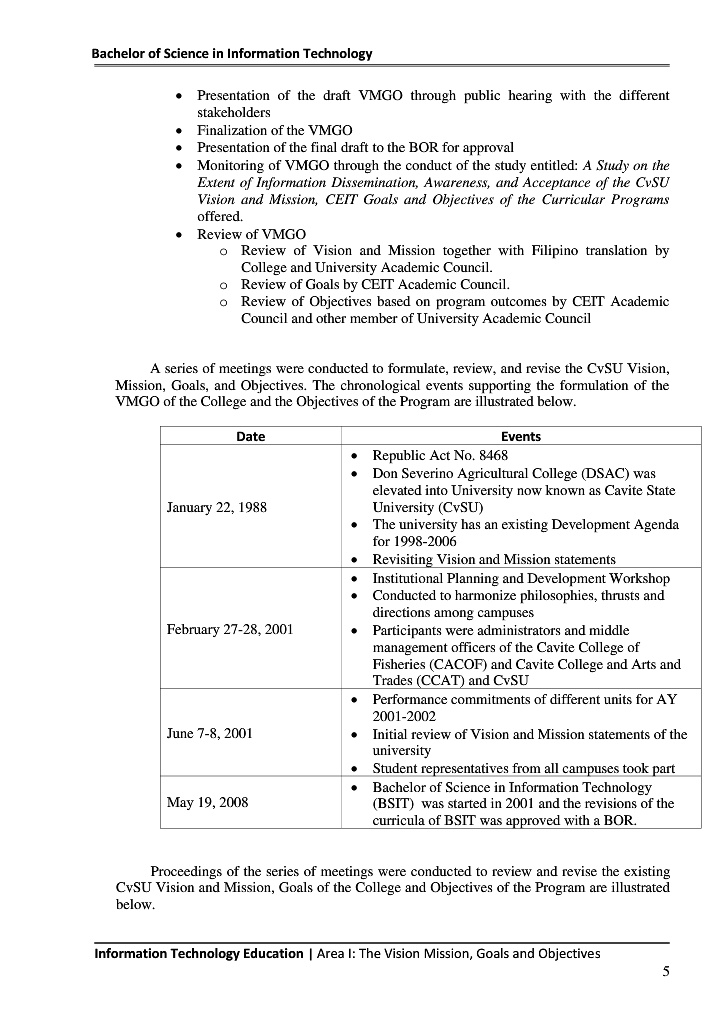 Bachelor of Science in Information Technology
• Presentation of the draft VMGO through public hearing with the different
stakeholders
• Finalization of the VMGO
• Presentation of the final draft to the BOR for approval
• Monitoring of VMGO through the conduct of the study entitled: A Study on the
Extent of Information Dissemination, Awareness, and Acceptance of the CvSU
Vision and Mission, CEIT Goals and Objectives of the Curricular Programs
offered.
• Review of VMGO
o Review of Vision and Mission together with Filipino translation by
College and University Academic Council.
o Review of Goals by CEIT Academic Council.
o Review of Objectives based on program outcomes by CEIT Academic
Council and other member of University Academic Council
A series of meetings were conducted to formulate, review, and revise the CvSU Vision,
Mission, Goals, and Objectives. The chronological events supporting the formulation of the
VMGO of the College and the Objectives of the Program are illustrated below.
Date Events
January 22, 1988
• Republic Act No. 8468
• Don Severino Agricultural College (DSAC) was
elevated into University now known as Cavite State
University (CvSU)
• The university has an existing Development Agenda
for 1998-2006
• Revisiting Vision and Mission statements
February 27-28, 2001
• Institutional Planning and Development Workshop
• Conducted to harmonize philosophies, thrusts and
directions among campuses
• Participants were administrators and middle
management officers of the Cavite College of
Fisheries (CACOF) and Cavite College and Arts and
Trades (CCAT) and CvSU
June 7-8, 2001
• Performance commitments of different units for AY
2001-2002
• Initial review of Vision and Mission statements of the
university
• Student representatives from all campuses took part
May 19, 2008
• Bachelor of Science in Information Technology
(BSIT) was started in 2001 and the revisions of the
curricula of BSIT was approved with a BOR.
Proceedings of the series of meetings were conducted to review and revise the existing
CvSU Vision and Mission, Goals of the College and Objectives of the Program are illustrated
below.
Information Technology Education | Area I: The Vision Mission, Goals and Objectives
5